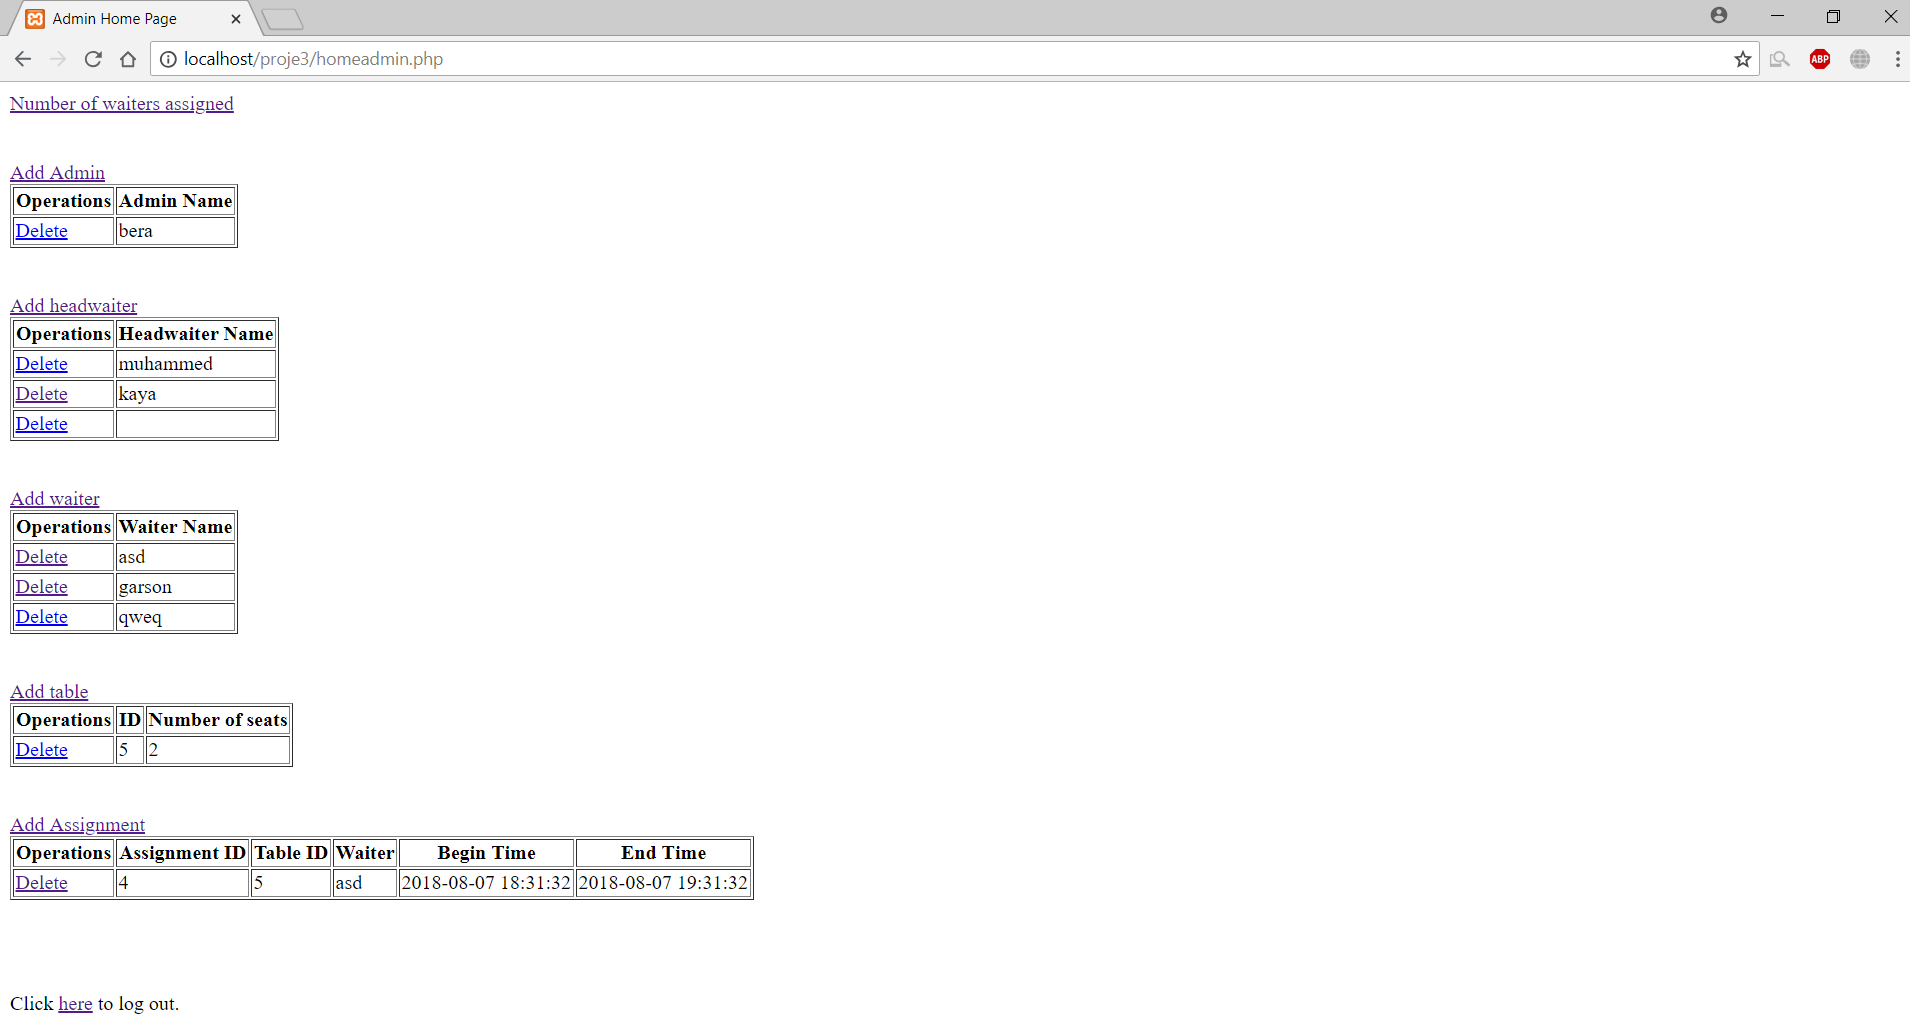 Admin Home Page
localhost/proje3/homeadmin.php
ABP
Number of waiters assigned
Add Admin
Operations Admin Name
Delete bera
Add headwaiter
Operations Headwaiter Name
Delete muhammed
Delete kaya
Delete
Add waiter
Operations Waiter Name
Delete asd
Delete garson
Delete qweq
Add table
Operations ID Number of seats
Delete 5 2
Add Assignment
Operations Assignment ID Table ID Waiter Begin Time End Time
Delete 4 5 asd 2018-08-07 18:31:32 2018-08-07 19:31:32
Click here to log out.